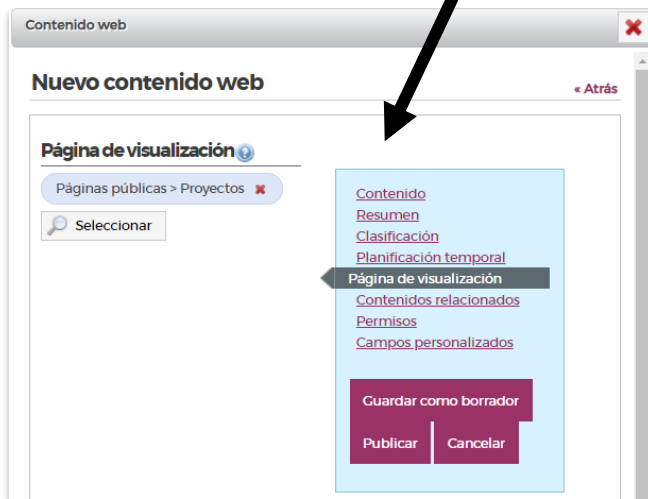 Contenido web
Nuevo contenido web
« Atrás
Página de visualización
Páginas públicas > Proyectos
Seleccionar
Contenido
Resumen
Clasificación
Planificación temporal
Página de visualización
Contenidos relacionados
Permisos
Campos personalizados
Guardar como borrador
Publicar
Cancelar